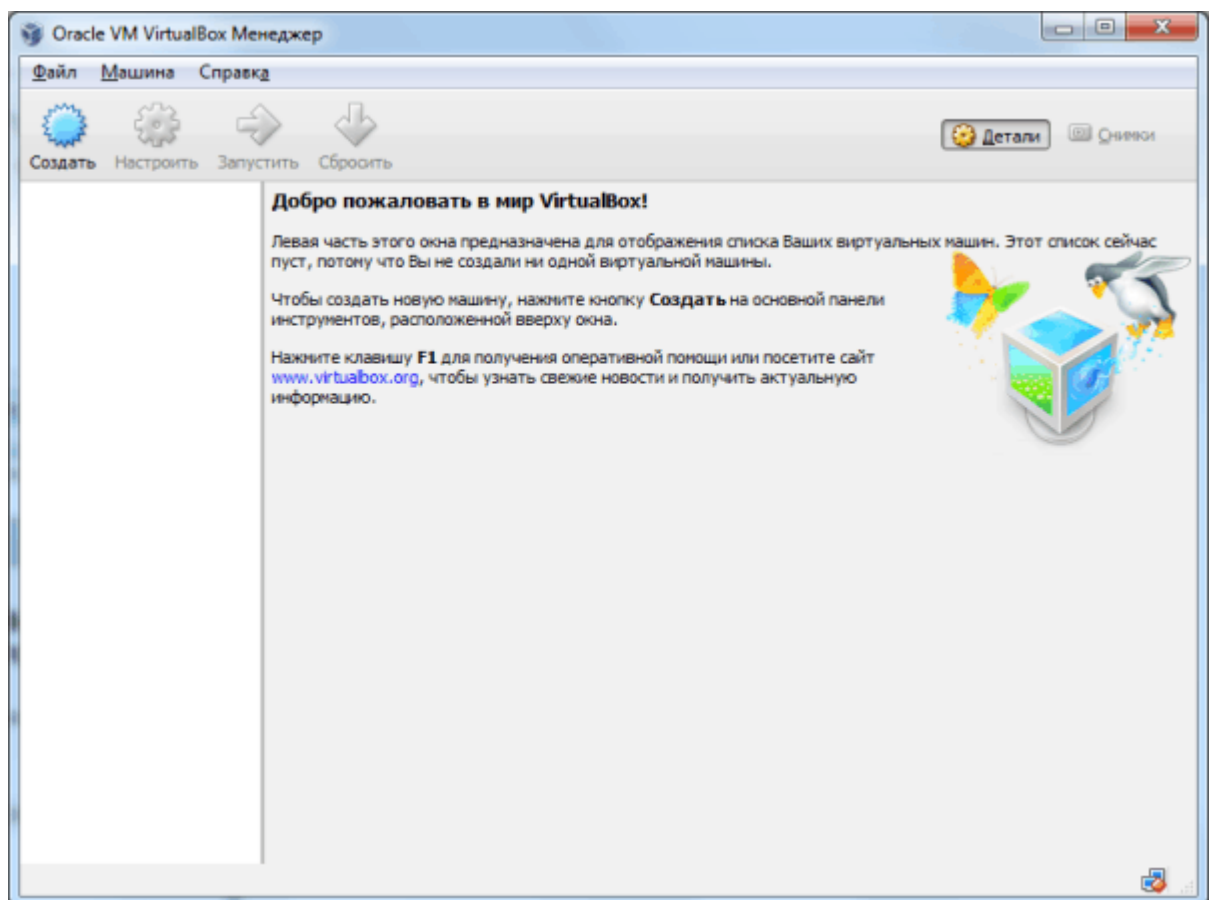 Oracle VM VirtualBox Менеджер
Файл Машина Справка
Создать Настроить Запустить Сбросить Детали Снимки
Добро пожаловать в мир VirtualBox!
Левая часть этого окна предназначена для отображения списка Ваших виртуальных машин. Этот список сейчас
пуст, потому что Вы не создали ни одной виртуальной машины.
Чтобы создать новую машину, нажмите кнопку Создать на основной панели
инструментов, расположенной вверху окна.
Нажмите клавишу F1 для получения оперативной помощи или посетите сайт
www.virtualbox.org, чтобы узнать свежие новости и получить актуальную
информацию.